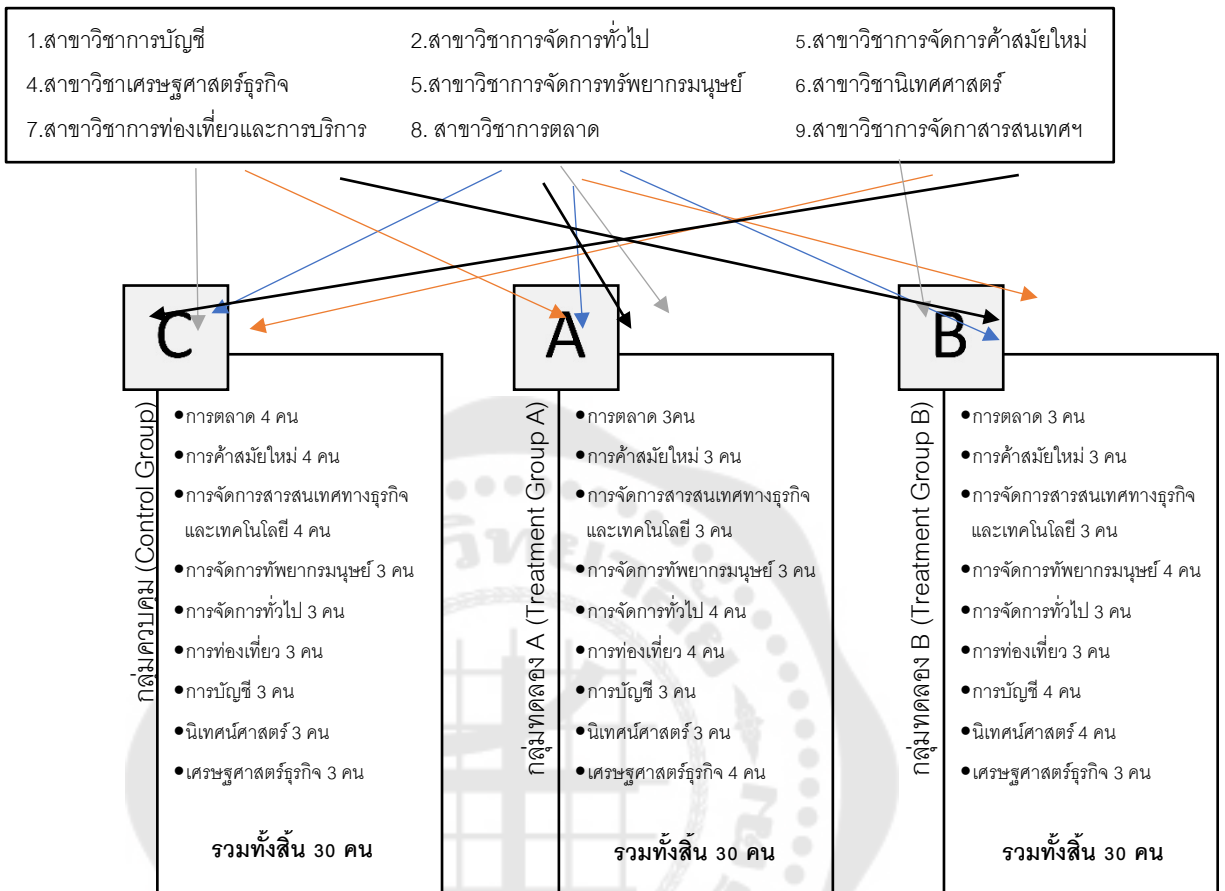 1.สาขาวิชาการบัญชี 2.สาขาวิชาการจัดการทั่วไป 5.สาขาวิชาการจัดการค้าสมัยใหม่
4.สาขาวิชาเศรษฐศาสตร์ธุรกิจ 5.สาขาวิชาการจัดการทรัพยากรมนุษย์ 6.สาขาวิชานิเทศศาสตร์
7.สาขาวิชาการท่องเที่ยวและการบริการ 8. สาขาวิชาการตลาด 9.สาขาวิชาการจัดกาสารสนเทศฯ
C
กลุ่มควบคุม (Control Group)
●การตลาด 4 คน
●การค้าสมัยใหม่ 4 คน
●การจัดการสารสนเทศทางธุรกิจ
และเทคโนโลยี 4 คน
●การจัดการทัพยากรมนุษย์ 3 คน
●การจัดการทั่วไป 3 คน
●การท่องเที่ยว 3 คน
●การบัญชี 3 คน
●นิเทศน์ศาสตร์ 3 คน
●เศรษฐศาสตร์ธุรกิจ 3 คน
รวมทั้งสิ้น 30 คน
A
กลุ่มทดลอง A (Treatment Group A)
●การตลาด 3คน
●การค้าสมัยใหม่ 3 คน
●การจัดการสารสนเทศทางธุรกิจ
และเทคโนโลยี 3 คน
●การจัดการทัพยากรมนุษย์ 3 คน
●การจัดการทั่วไป 4 คน
●การท่องเที่ยว 4 คน
●การบัญชี 3 คน
●นิเทศน์ศาสตร์ 3 คน
●เศรษฐศาสตร์ธุรกิจ 4 คน
รวมทั้งสิ้น 30 คน
B
กลุ่มทดลอง B (Treatment Group B)
●การตลาด 3 คน
●การค้าสมัยใหม่ 3 คน
●การจัดการสารสนเทศทางธุรกิจ
และเทคโนโลยี 3 คน
●การจัดการทัพยากรมนุษย์ 4 คน
●การจัดการทั่วไป 3 คน
●การท่องเที่ยว 3 คน
●การบัญชี 4 คน
●นิเทศน์ศาสตร์ 4 คน
●เศรษฐศาสตร์ธุรกิจ 3 คน
รวมทั้งสิ้น 30 คน